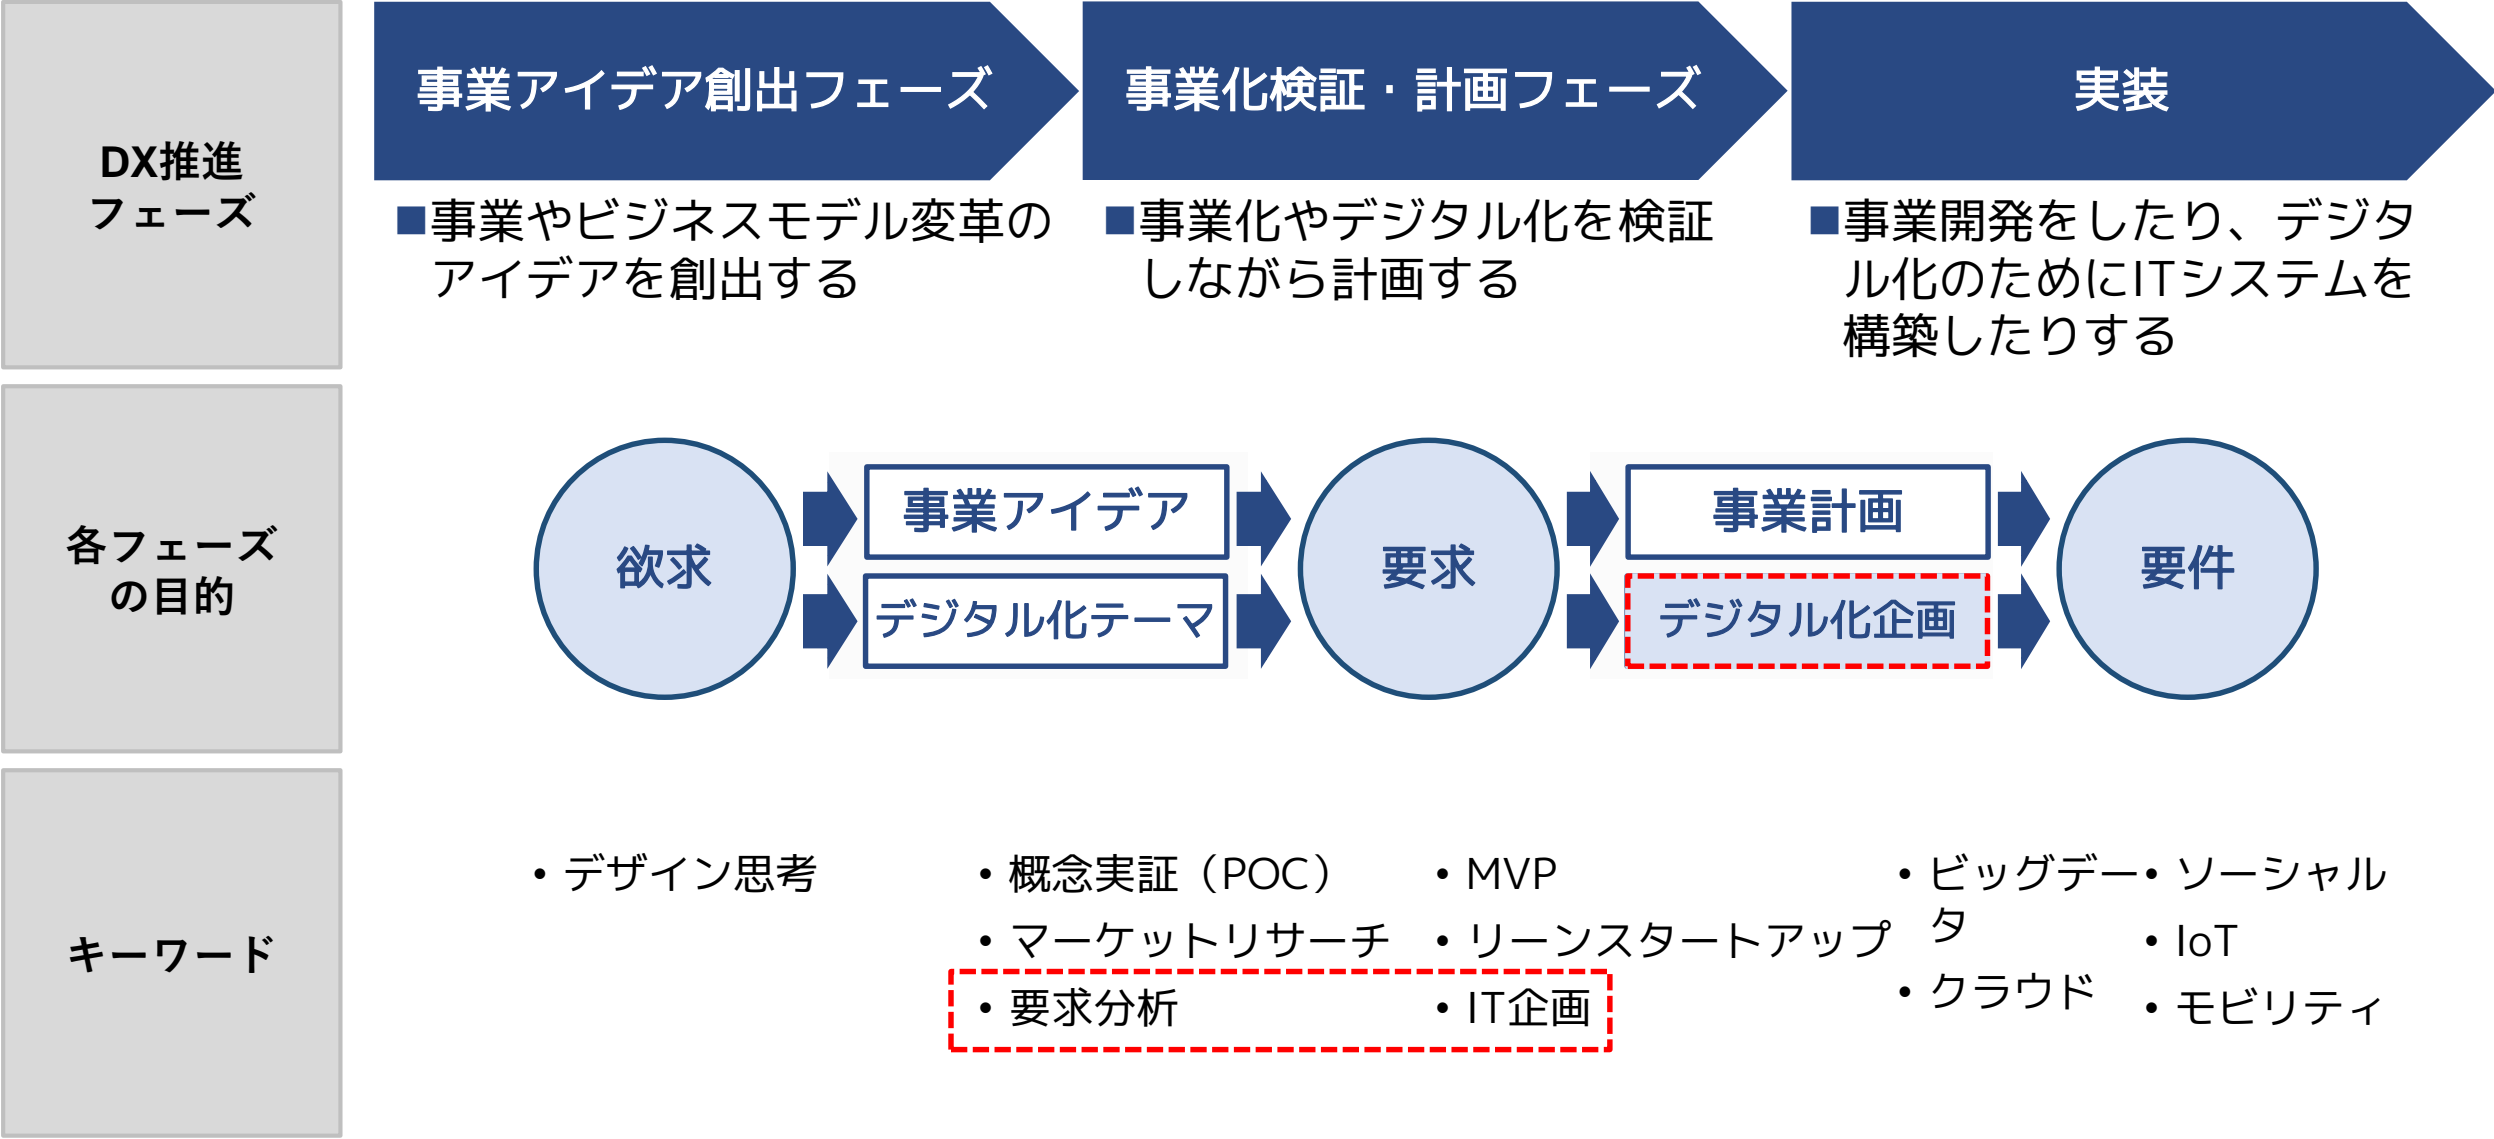 DX推進
フェーズ
事業アイデア創出フェーズ
■事業やビジネスモデル変革の
アイデアを創出する
事業化検証・計画フェーズ
■事業化やデジタル化を検証
しながら計画する
実装
■事業開始を行い、デジタ
ル化のために（ITシステムを
構築したりする
各フェーズ
の目的
欲求
事業アイデア
デジタル化テーマ
要求
事業計画
デジタル化企画
要件
キーワード
• デザイン思考
• 概念実証（POC）
• マーケットリサーチ
• 要求分析
• MVP
• リーンスタータートアップ
• IT企画
• ビッグデー
タ
• クラウド
• ソーシャル
• IoT
• モビリティ